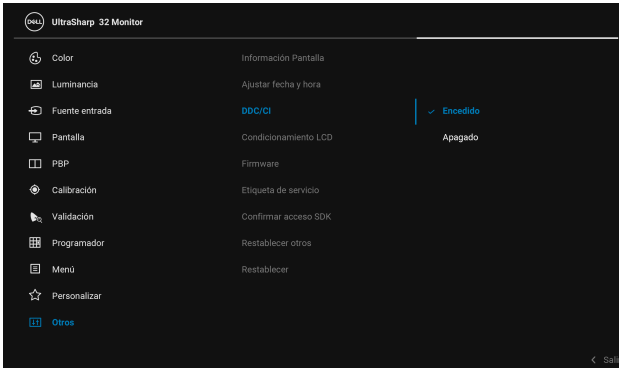 DELL UltraSharp 32 Monitor
Color
Información Pantalla
Luminancia
Ajustar fecha y hora
Fuente entrada
DDC/CI
Encedido
Pantalla
Condicionamiento LCD
Apagado
PBP
Firmware
Calibración
Etiqueta de servicio
Validación
Confirmar acceso SDK
Programador
Restablecer otros
Menú
Restablecer
Personalizar
Otros